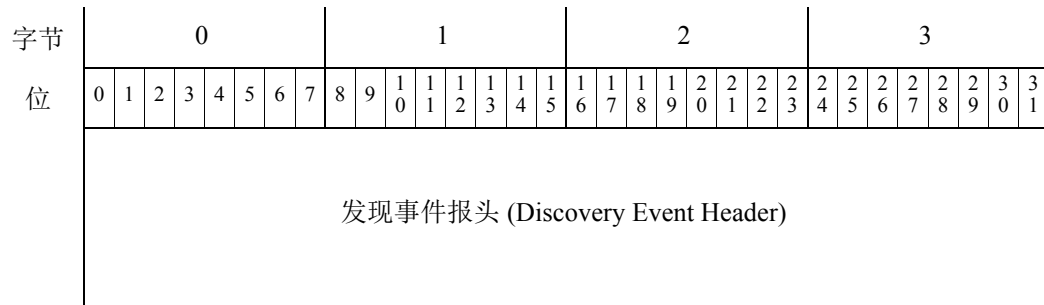 字节 0 1 2 3
位 0 1 2 3 4 5 6 7 8 9 10 11 12 13 14 15 16 17 18 19 20 21 22 23 24 25 26 27 28 29 30 31
发现事件报头 (Discovery Event Header)